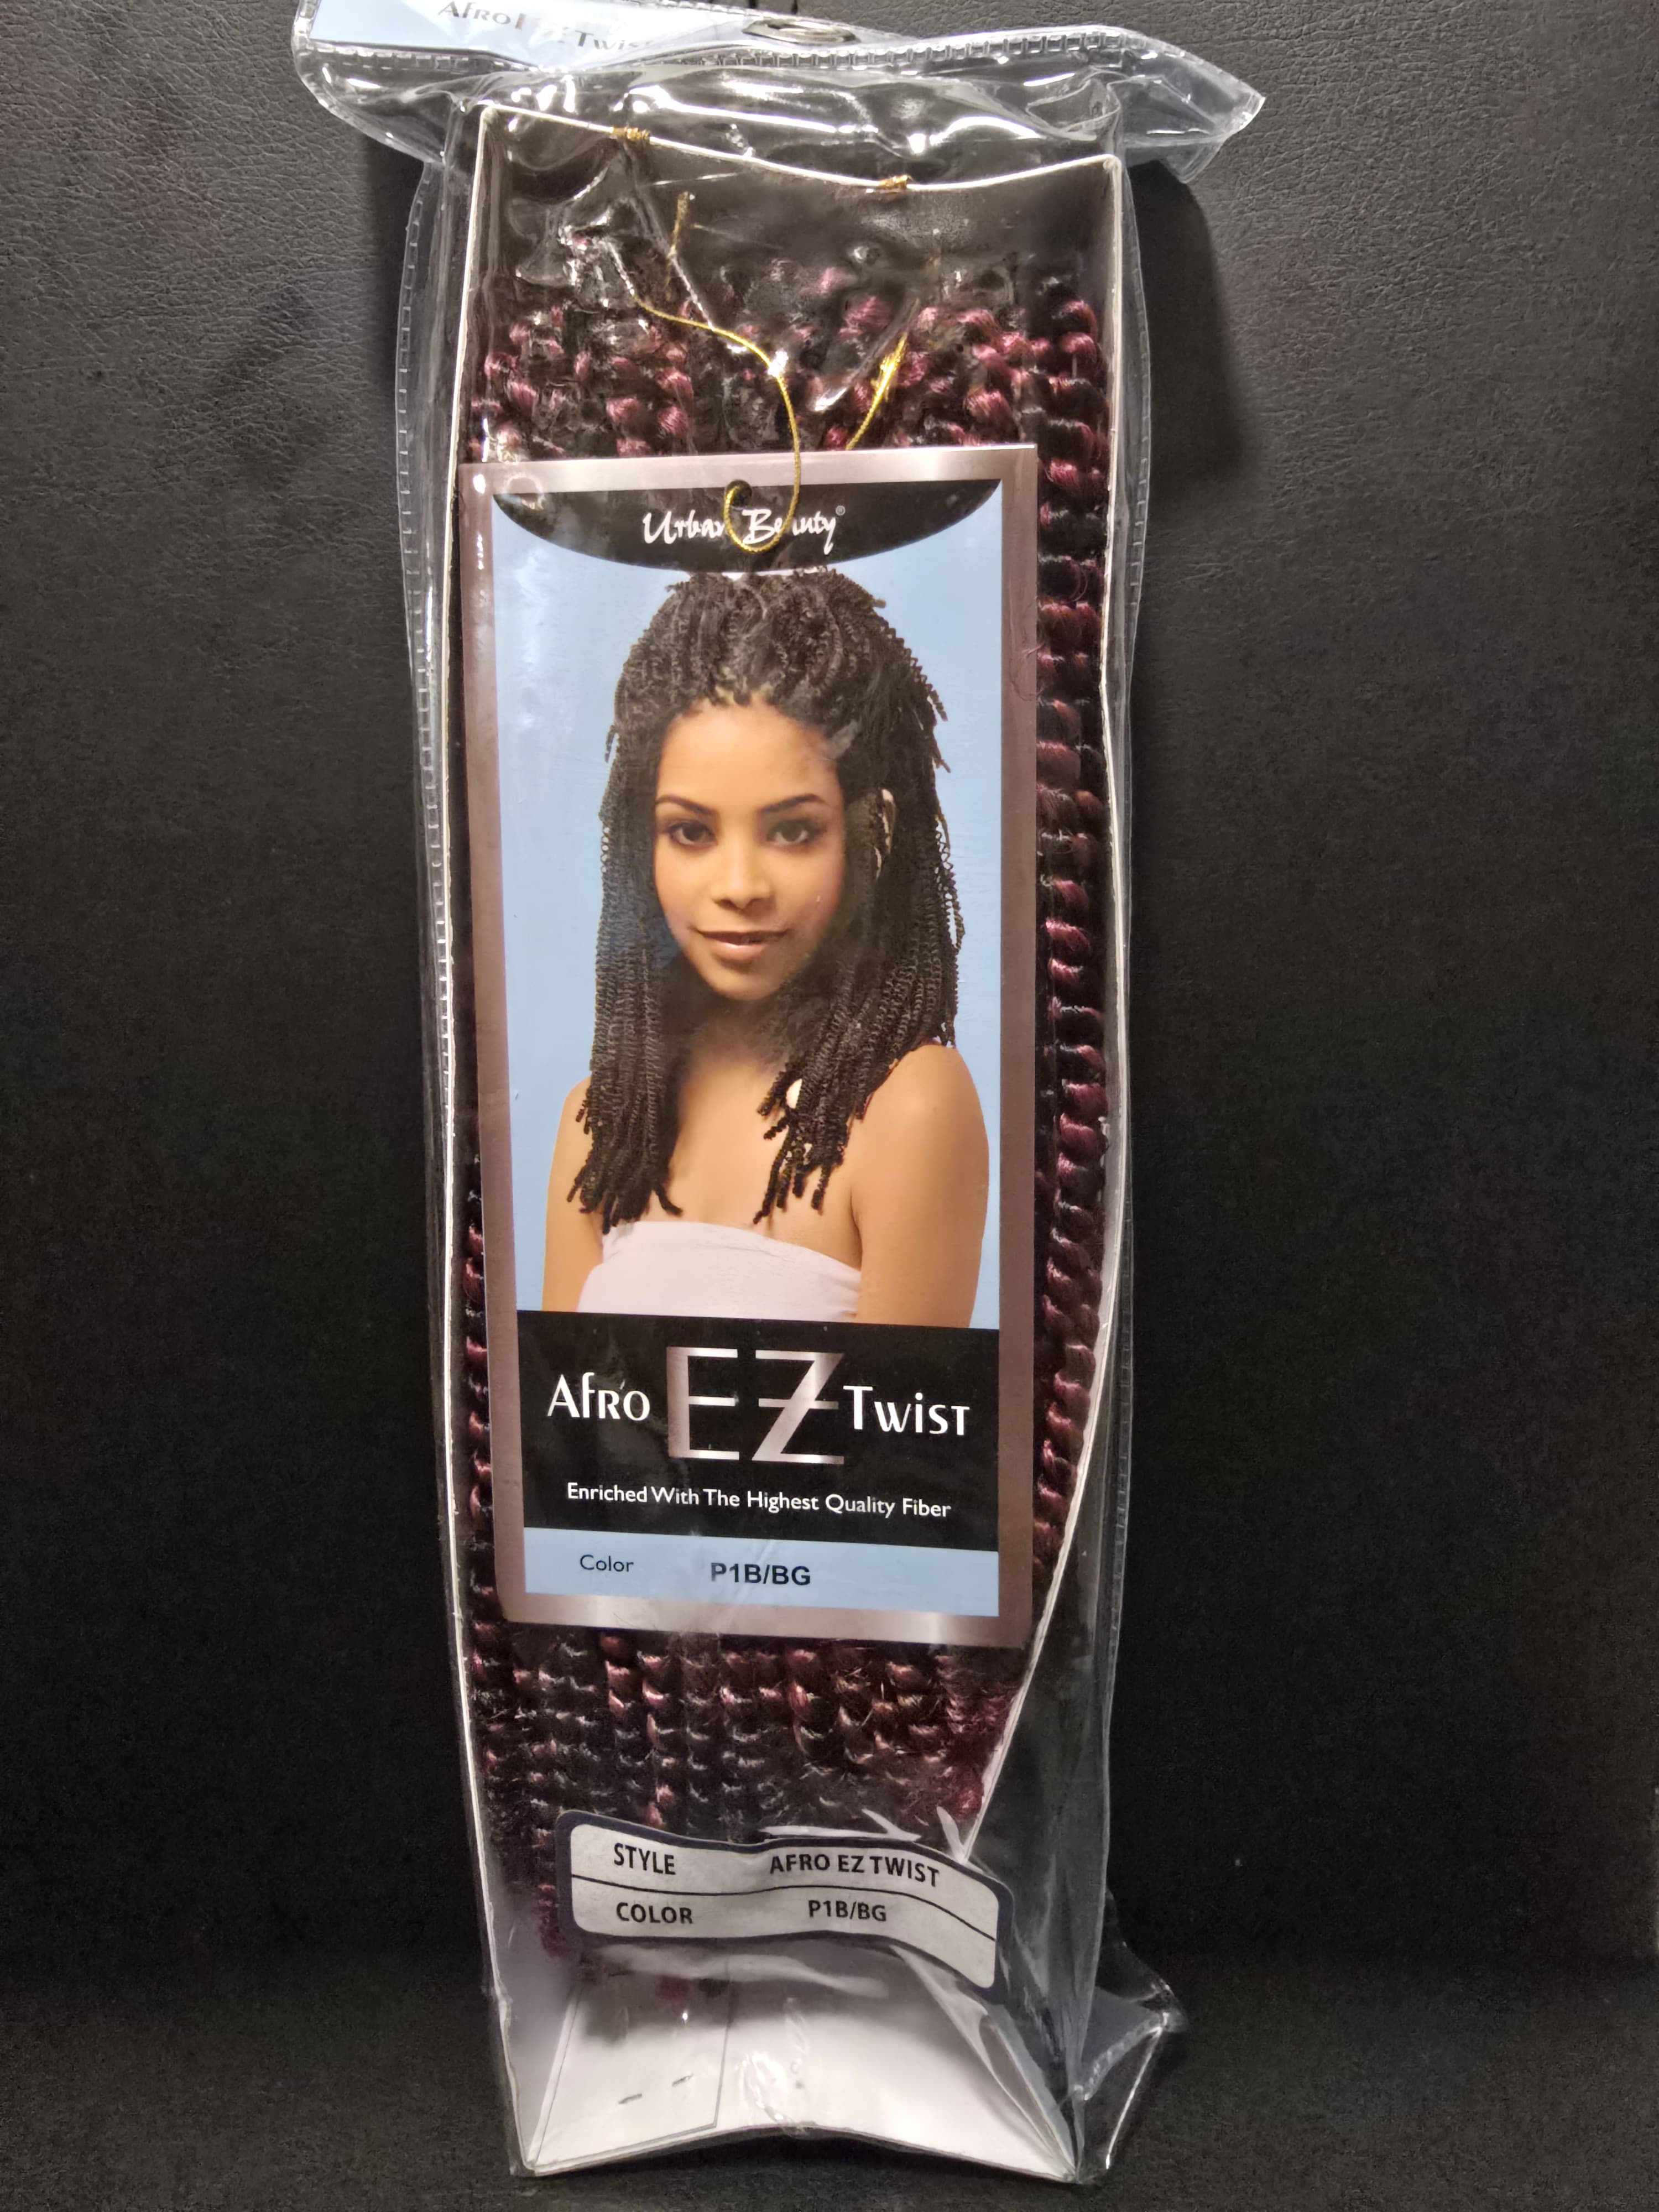 Afro EZ Twist
Urban Beauty®
Afro EZ Twist
Enriched With The Highest Quality Fiber
Color P1B/BG
STYLE AFRO EZ TWIST
COLOR P1B/BG